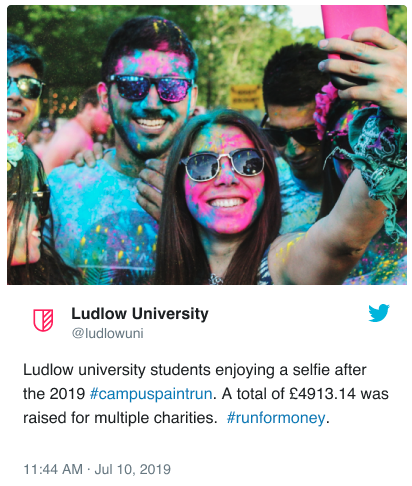 Ludlow University
@ludlowuni
Ludlow university students enjoying a selfie after
the 2019 #campuspaintrun. A total of £4913.14 was
raised for multiple charities.  #runformoney.
11:44 AM · Jul 10, 2019